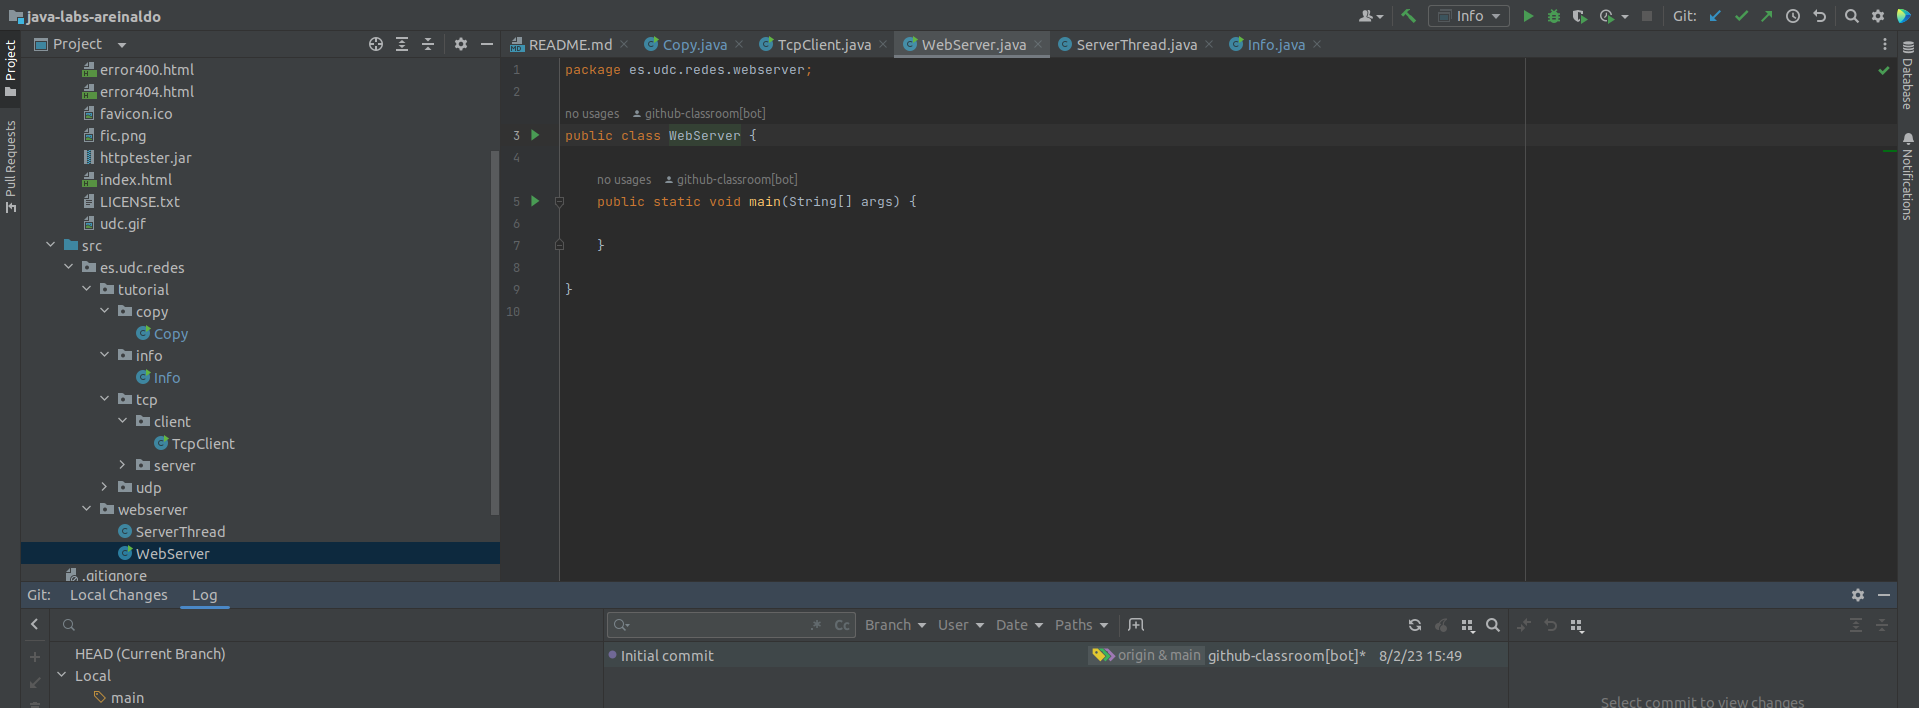 java-labs-areinaldo
Info
Git:
Project
README.md
Copy.java
TcpClient.java
WebServer.java
ServerThread.java
Info.java
Project
Pull Requests
error400.html
error404.html
favicon.ico
fic.png
httptester.jar
index.html
LICENSE.txt
udc.gif
src
es.udc.redes
tutorial
copy
Copy
info
Info
tcp
client
TcpClient
server
udp
webserver
ServerThread
WebServer
.gitignore
1 package es.udc.redes.webserver;
2
no usages github-classroom[bot]
3 public class WebServer {
4
no usages github-classroom[bot]
5 public static void main(String[] args) {
6
7 }
8
9 }
10
Database
Notifications
Git: Local Changes Log
.* Cc
Branch User Date Paths
HEAD (Current Branch)
Local
main
Initial commit origin & main github-classroom[bot]* 8/2/23 15:49
Select commit to view changes